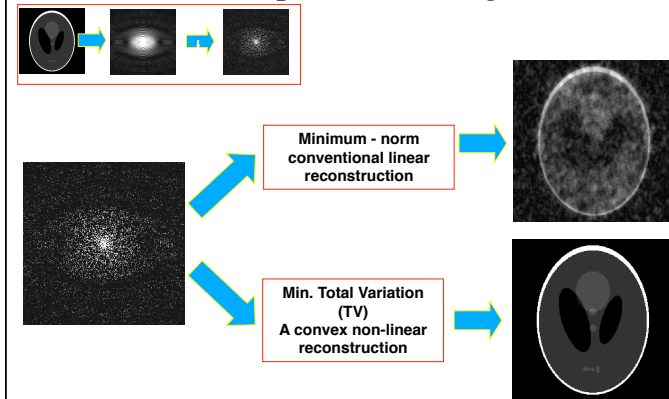 Minimum - norm
conventional linear
reconstruction
Min. Total Variation
(TV)
A convex non-linear
reconstruction